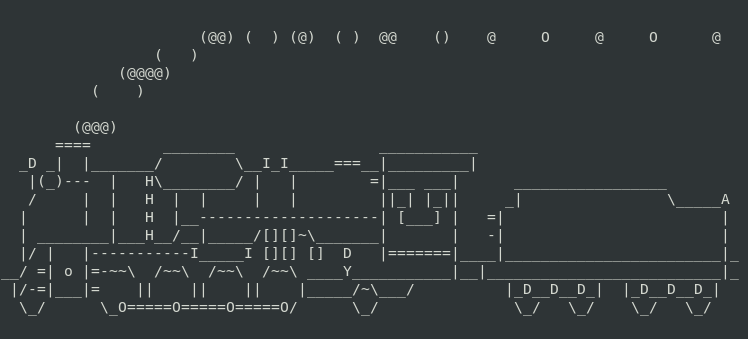 (@@) (  ) (@)  ( )  @@    ()    @     O     @     O      @
                 (   )
             (@@@@)
          (    )

        (@@@)
      ====        ________                ___________
  _D _|  |_______/        \__I_I_____===__|_________|
   |(_)---  |   H\________/ |   |        =|___ ___|      _________________
   /     |  |   H  |  |     |   |         ||_| |_||     _|                \_____A
  |      |  |   H  |__--------------------| [___] |   =|                        |
  | ________|___H__/__|_____/[][]~\_______|       |   -|                        |
  |/ |   |-----------I_____I [][] []  D   |=======|____|________________________|_
__/ =| o |=-~~\  /~~\  /~~\  /~~\ ____Y___________|__|__________________________|_
 |/-=|___|=    ||    ||    ||    |_____/~\___/          |_D__D__D_|  |_D__D__D_|
  \_/      \_O=====O=====O=====O/      \_/               \_/   \_/    \_/   \_/